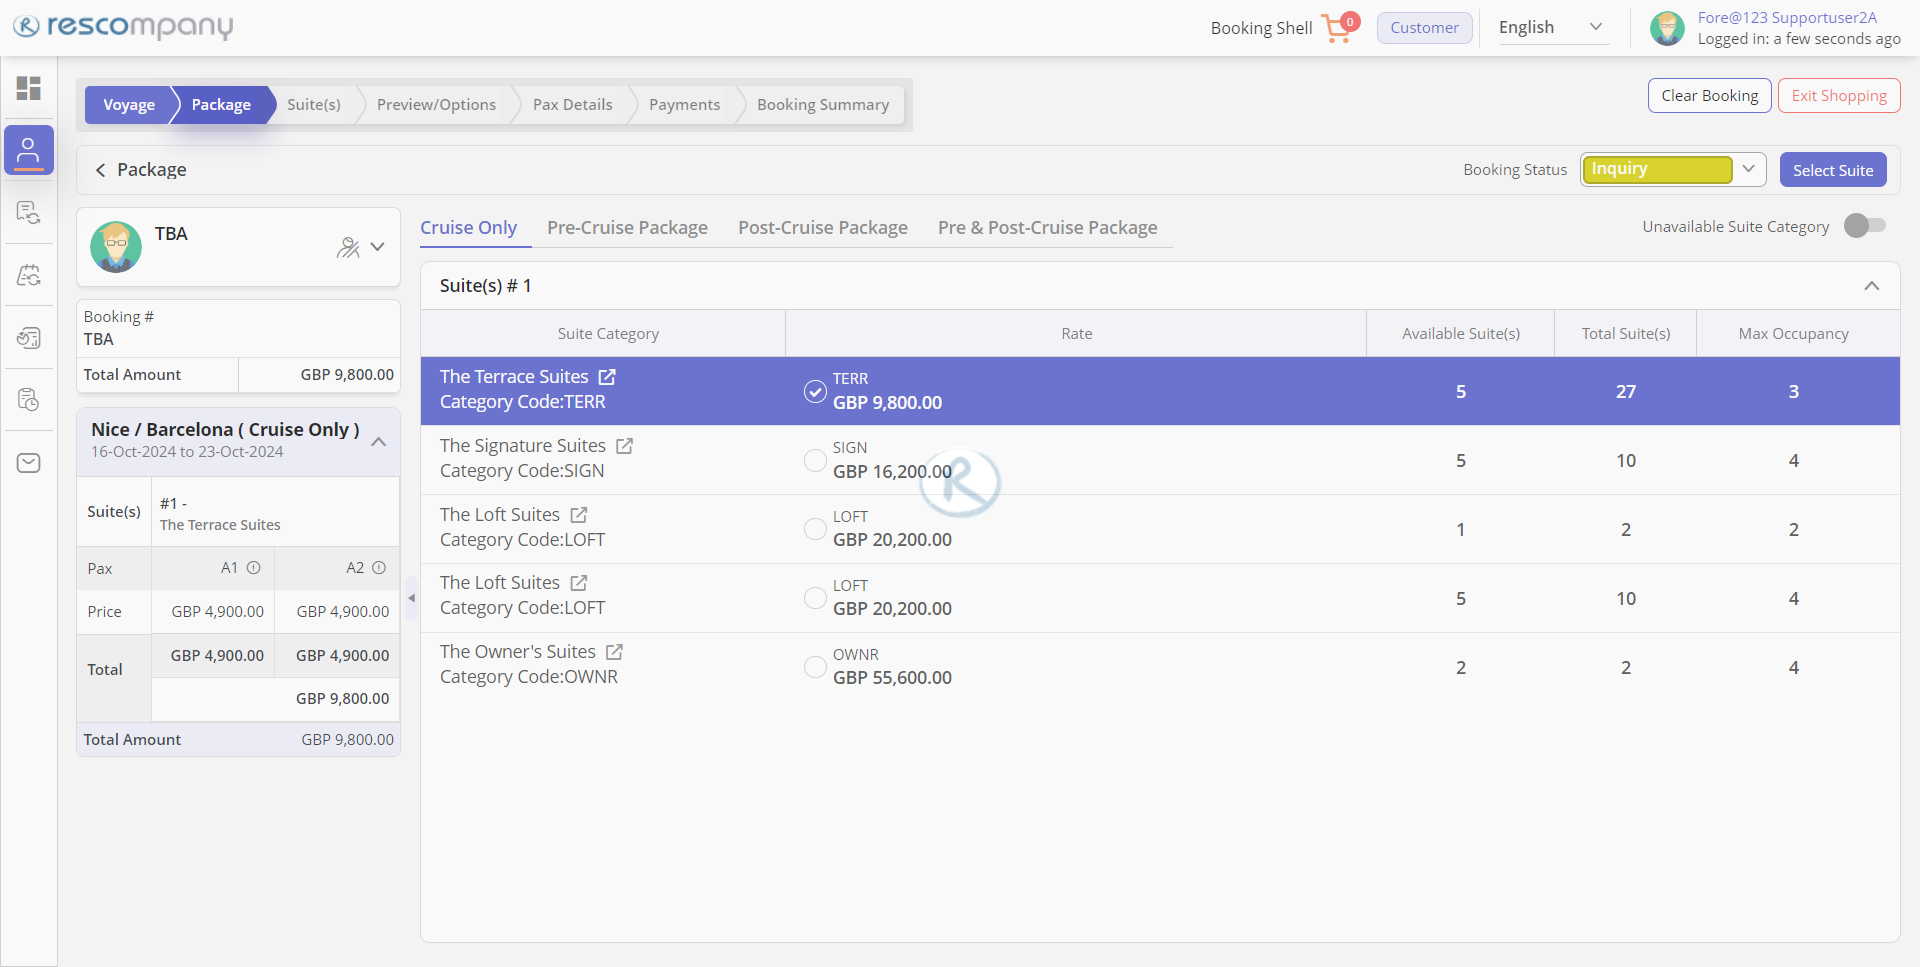 rescompany
Booking Shell 0 Customer English Fore@123 Supportuser2A
Logged in: a few seconds ago
Voyage Package Suite(s) Preview/Options Pax Details Payments Booking Summary
Clear Booking Exit Shopping
Package
Booking Status Inquiry Select Suite
TBA
Booking #
TBA
Total Amount GBP 9,800.00
Nice / Barcelona ( Cruise Only )
16-Oct-2024 to 23-Oct-2024
Suite(s) #1 -
The Terrace Suites
Pax A1 A2
Price GBP 4,900.00 GBP 4,900.00
Total GBP 4,900.00 GBP 4,900.00
GBP 9,800.00
Total Amount GBP 9,800.00
Cruise Only Pre-Cruise Package Post-Cruise Package Pre & Post-Cruise Package
Unavailable Suite Category
Suite(s) # 1
Suite Category Rate Available Suite(s) Total Suite(s) Max Occupancy
The Terrace Suites TERR
Category Code:TERR GBP 9,800.00 5 27 3
The Signature Suites SIGN
Category Code:SIGN GBP 16,200.00 5 10 4
The Loft Suites LOFT
Category Code:LOFT GBP 20,200.00 1 2 2
The Loft Suites LOFT
Category Code:LOFT GBP 20,200.00 5 10 4
The Owner's Suites OWNR
Category Code:OWNR GBP 55,600.00 2 2 4
R